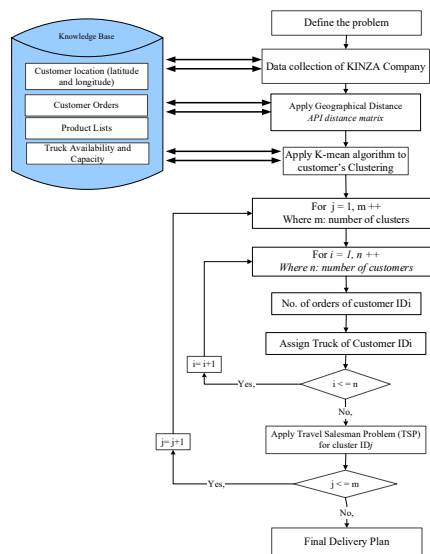 Define the problem
Knowledge Base
Data collection of KINZA Company
Customer location (latitude
and longitude)
Customer Orders
Apply Geographical Distance
API distance matrix
Product Lists
Truck Availability and
Capacity
Apply K-mean algorithm to
customer's Clustering
For j = 1, m ++
Where m: number of clusters
For i = 1, n ++
Where n: number of customers
No. of orders of customer IDi
Assign Truck of Customer IDi
i= i+1
Yes,
i <= n
No,
Apply Travel Salesman Problem (TSP)
for cluster IDj
j= j+1
Yes,
j <= m
No,
Final Delivery Plan